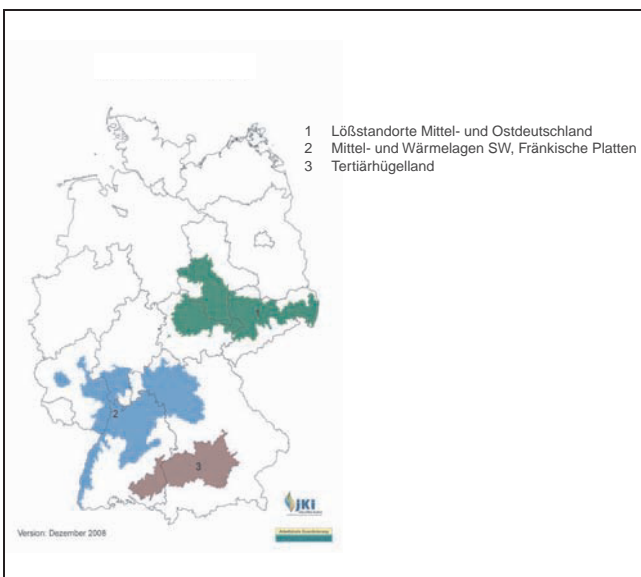 1 Lößstandorte Mittel- und Ostdeutschland
2 Mittel- und Wärmelagen SW, Fränkische Platten
3 Tertiärhügelland
1
2
3
JKI
Version: Dezember 2008